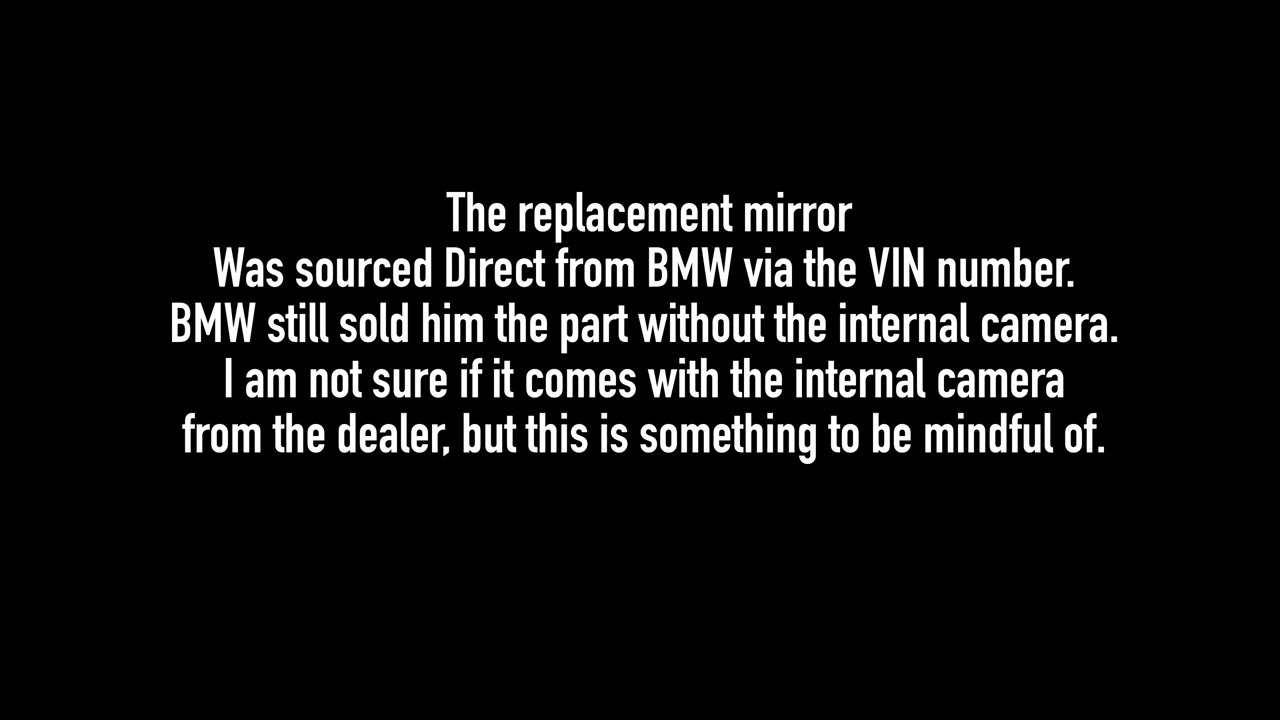 The replacement mirror
Was sourced Direct from BMW via the VIN number.
BMW still sold him the part without the internal camera.
I am not sure if it comes with the internal camera
from the dealer, but this is something to be mindful of.